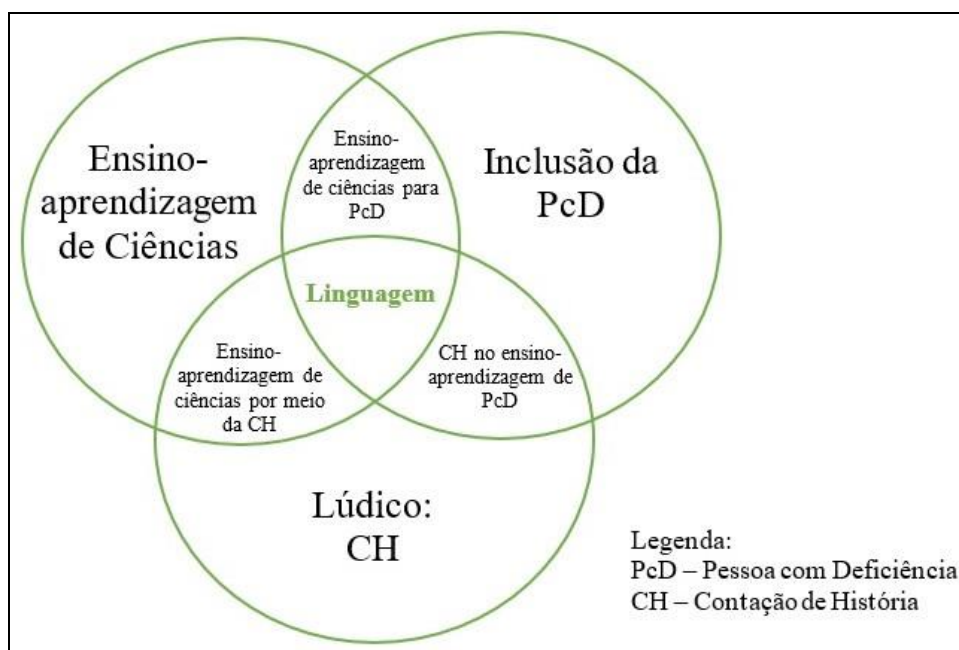 Ensino-
aprendizagem
de Ciências
Ensino-
aprendizagem
de ciências para
PcD
Inclusão da
PcD
Linguagem
Ensino-
aprendizagem de
ciências por meio
da CH
CH no ensino-
aprendizagem de
PcD
Lúdico:
CH
Legenda:
PcD – Pessoa com Deficiência
CH – Contação de História